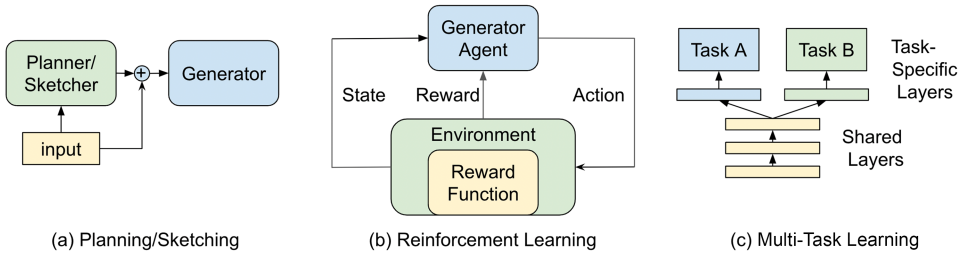 Planner/
Sketcher
+
Generator
input
(a) Planning/Sketching
Generator
Agent
State
Reward
Action
Environment
Reward
Function
(b) Reinforcement Learning
Task A
Task B
Task-
Specific
Layers
Shared
Layers
(c) Multi-Task Learning